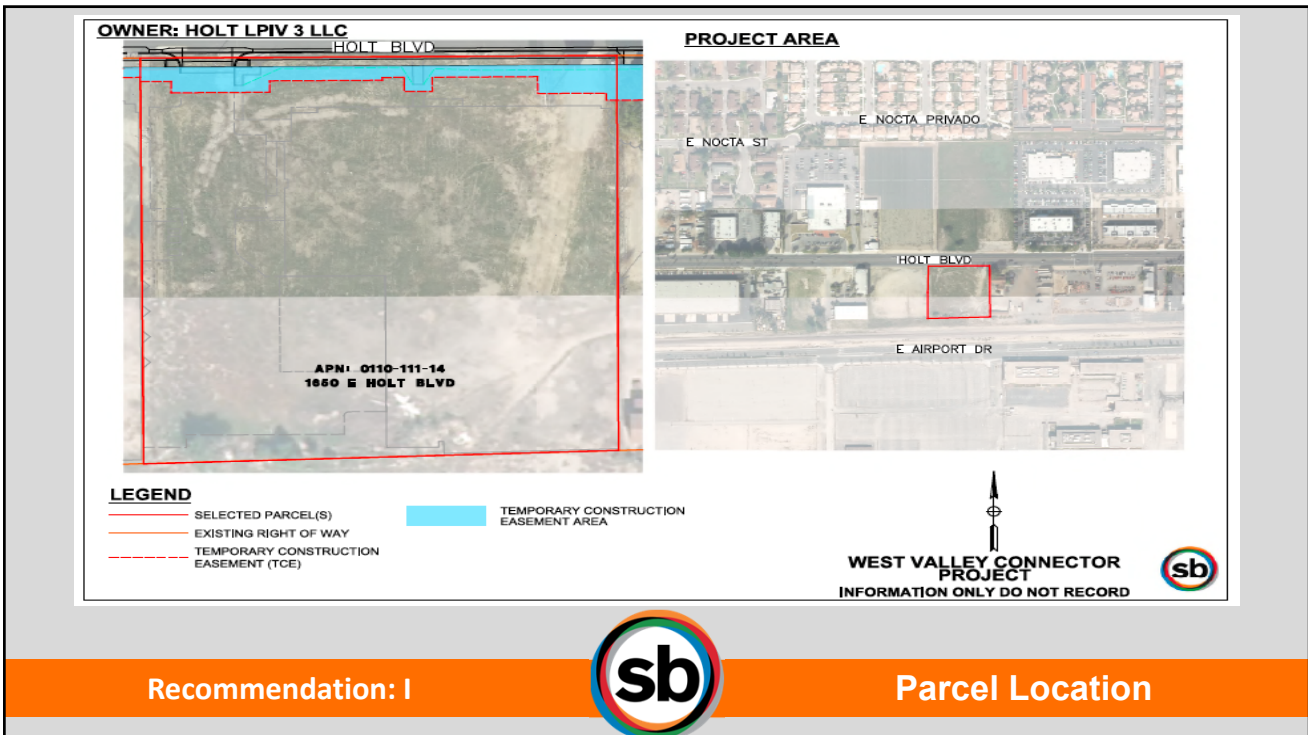 OWNER: HOLT LPIV 3 LLC
HOLT BLVD
APN: 0110-111-14
1650 E HOLT BLVD
PROJECT AREA
E NOCTA PRIVADO
E NOCTA ST
HOLT BLVD
E AIRPORT DR
LEGEND
SELECTED PARCEL(S)
EXISTING RIGHT OF WAY
TEMPORARY CONSTRUCTION
EASEMENT (TCE)
TEMPORARY CONSTRUCTION
EASEMENT AREA
WEST VALLEY CONNECTOR
PROJECT
INFORMATION ONLY DO NOT RECORD
sb
Recommendation: I
sb
Parcel Location